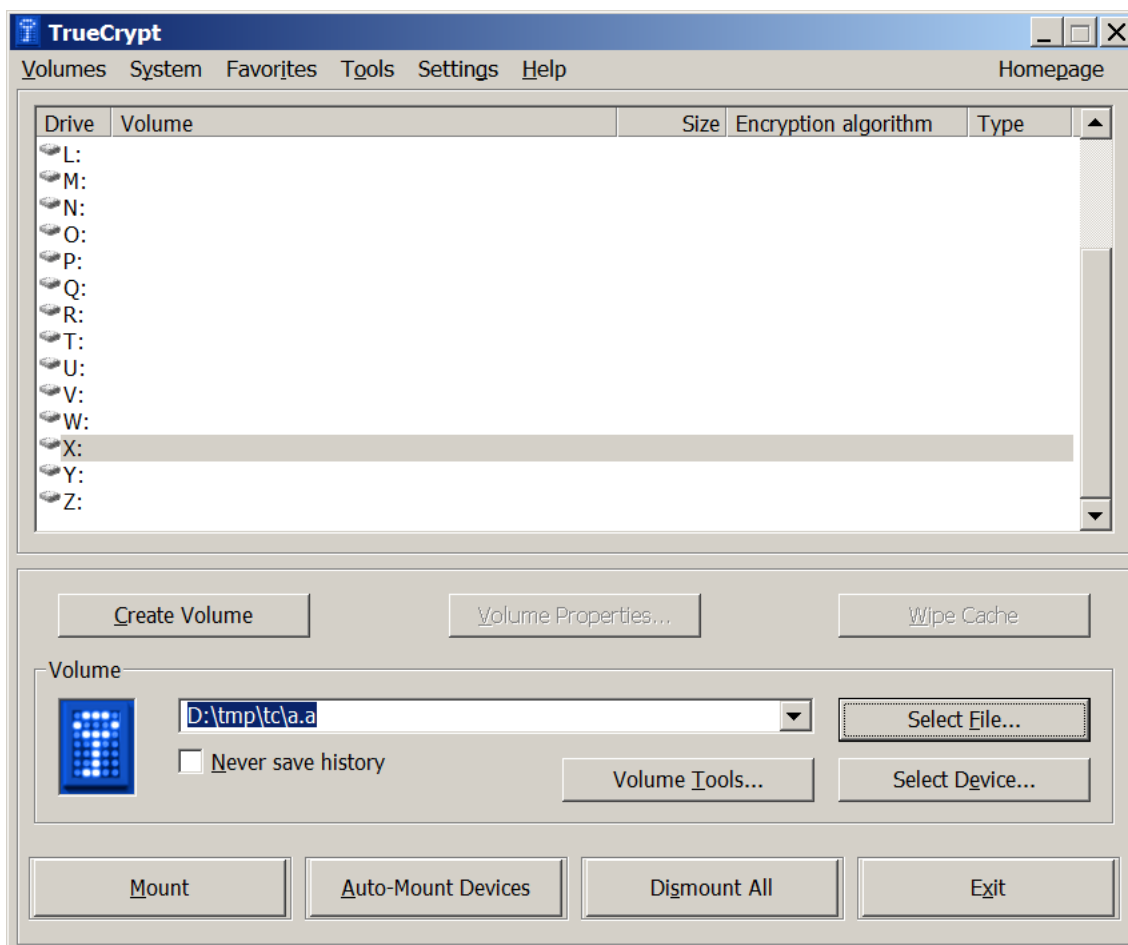 TrueCrypt
Volumes System Favorites Tools Settings Help Homepage
Drive Volume Size Encryption algorithm Type
L:
M:
N:
O:
P:
Q:
R:
T:
U:
V:
W:
X:
Y:
Z:
Create Volume Volume Properties... Wipe Cache
Volume
D:\tmp\tc\a.a Select File...
Never save history
Volume Tools... Select Device...
Mount Auto-Mount Devices Dismount All Exit